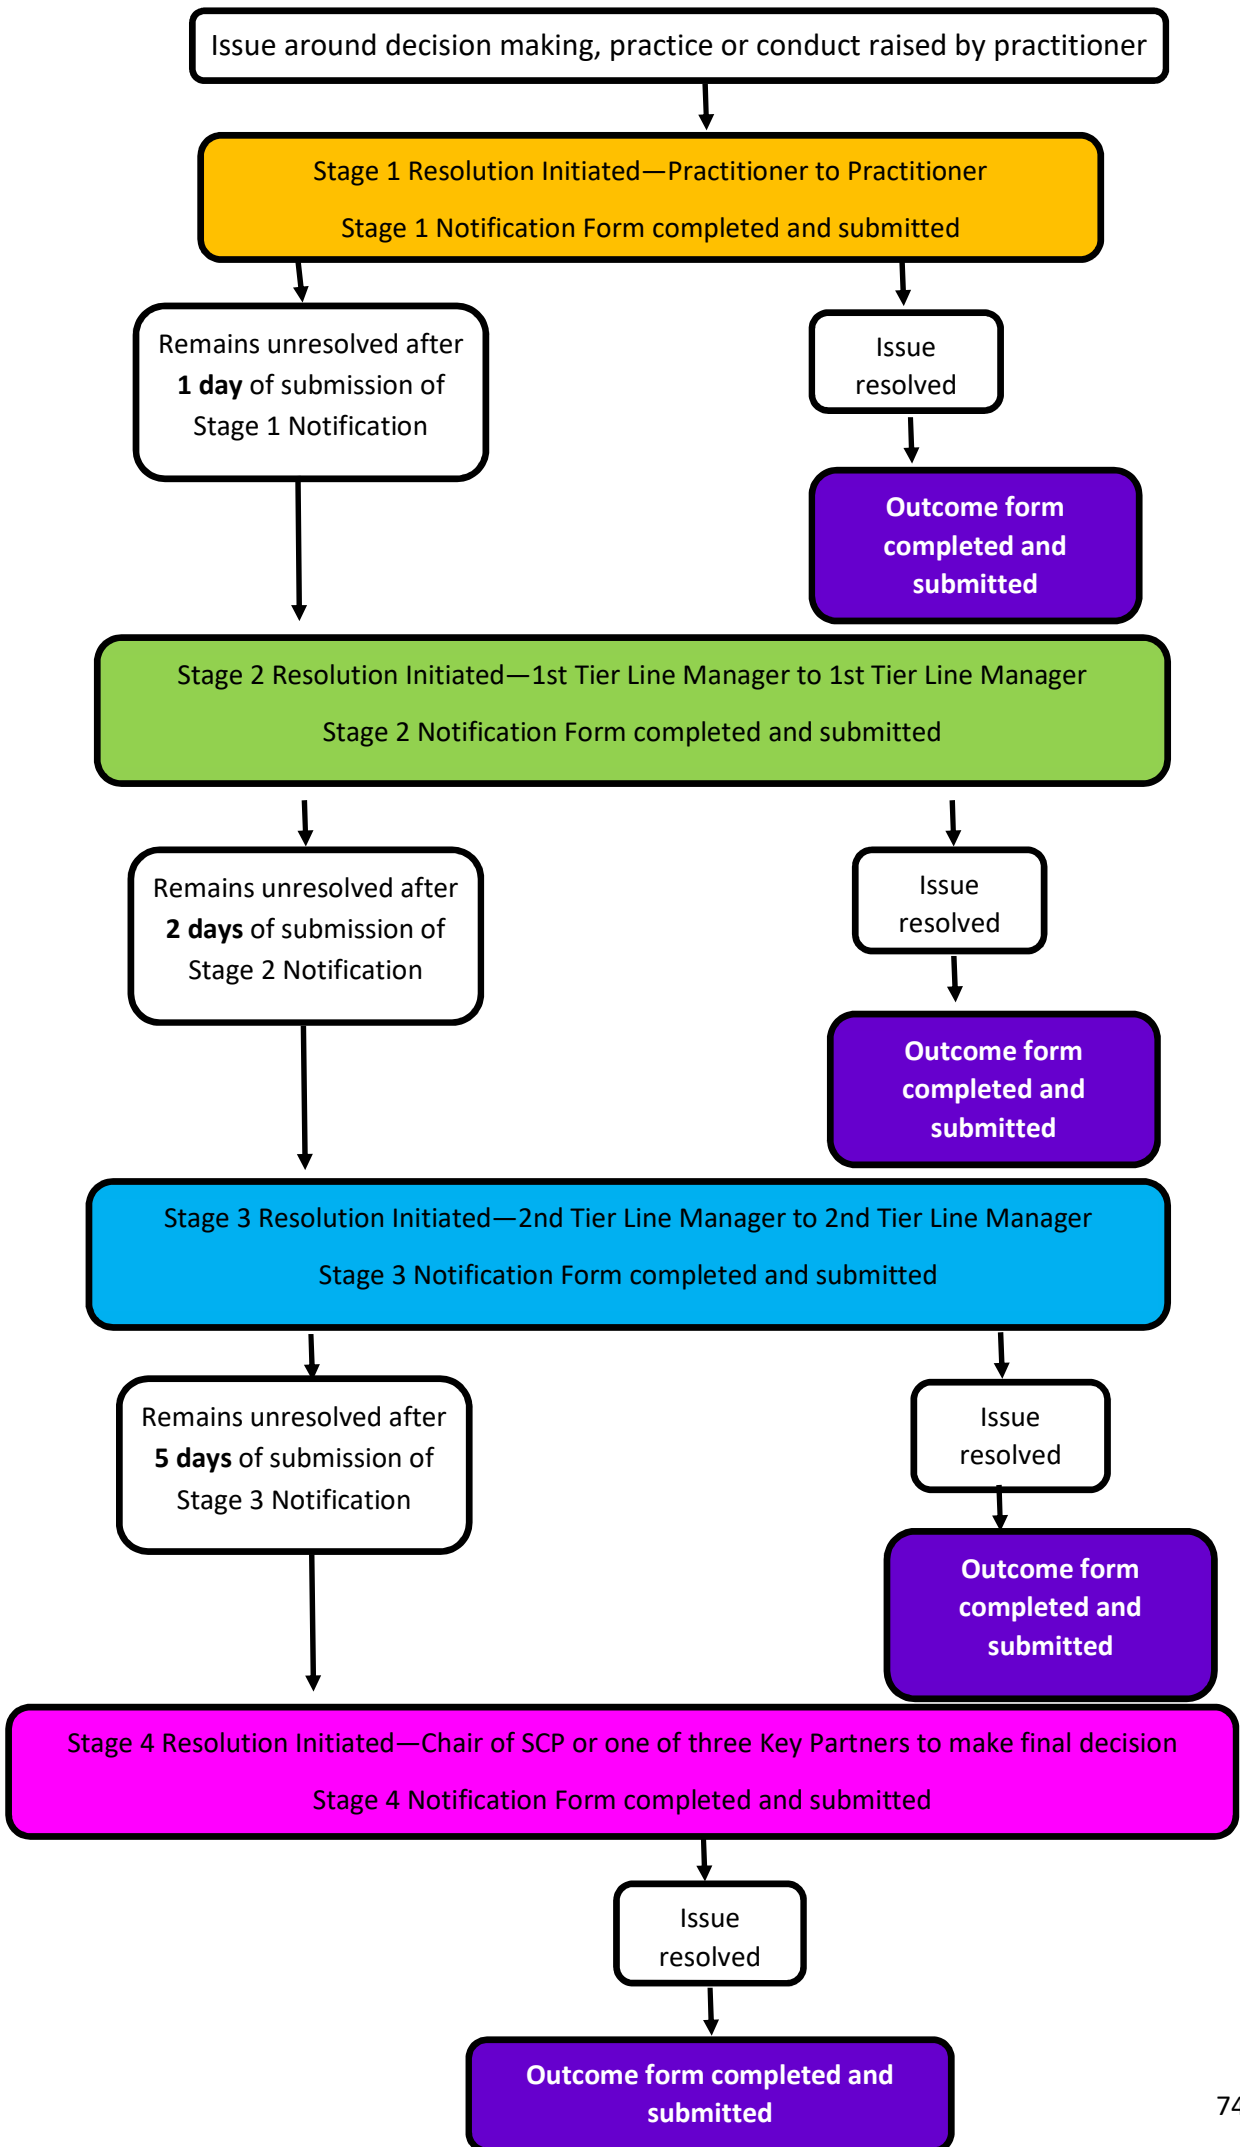 Issue around decision making, practice or conduct raised by practitioner
Stage 1 Resolution Initiated—Practitioner to Practitioner
Stage 1 Notification Form completed and submitted
Remains unresolved after
1 day of submission of
Stage 1 Notification
Issue
resolved
Outcome form
completed and
submitted
Stage 2 Resolution Initiated—1st Tier Line Manager to 1st Tier Line Manager
Stage 2 Notification Form completed and submitted
Remains unresolved after
2 days of submission of
Stage 2 Notification
Issue
resolved
Outcome form
completed and
submitted
Stage 3 Resolution Initiated—2nd Tier Line Manager to 2nd Tier Line Manager
Stage 3 Notification Form completed and submitted
Remains unresolved after
5 days of submission of
Stage 3 Notification
Issue
resolved
Outcome form
completed and
submitted
Stage 4 Resolution Initiated—Chair of SCP or one of three Key Partners to make final decision
Stage 4 Notification Form completed and submitted
Issue
resolved
Outcome form completed and
submitted
74